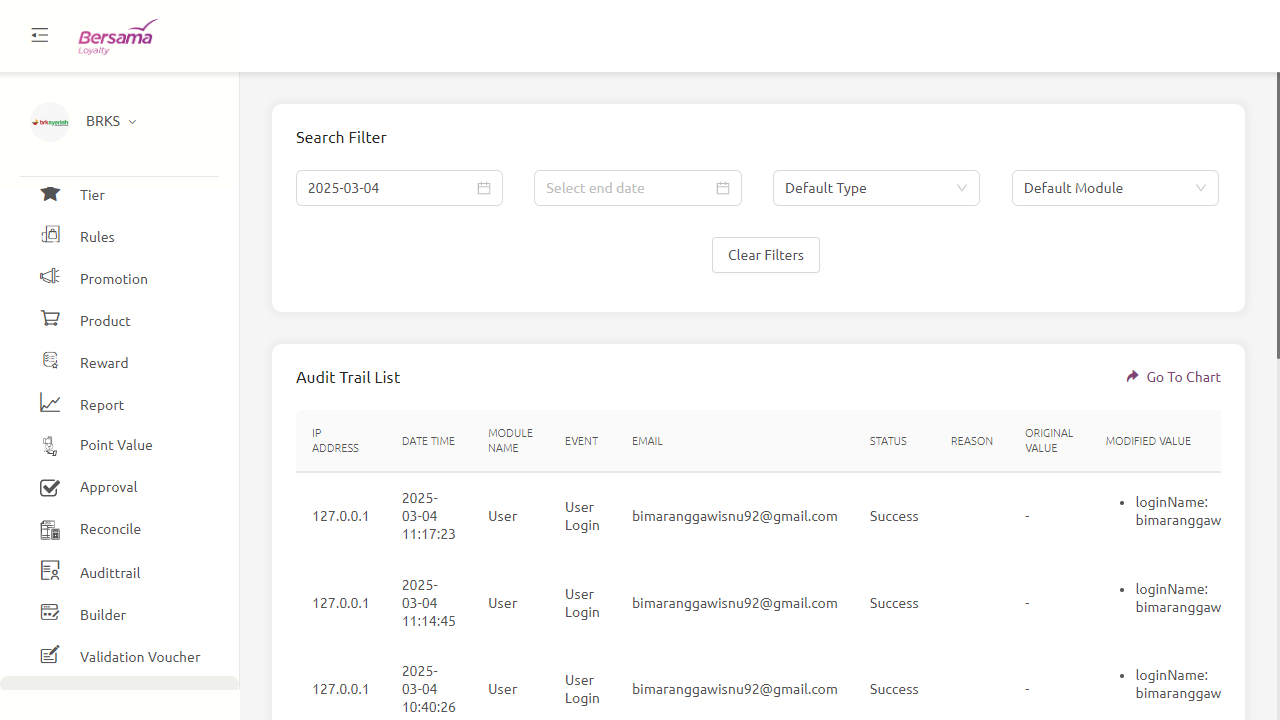 Bersama
Loyalty
brksyariah
BRKS
Tier
Rules
Promotion
Product
Reward
Report
Point Value
Approval
Reconcile
Audittrail
Builder
Validation Voucher
Search Filter
2025-03-04
Select end date
Default Type
Default Module
Clear Filters
Audit Trail List
Go To Chart
IP ADDRESS DATE TIME MODULE NAME EVENT EMAIL STATUS REASON ORIGINAL VALUE MODIFIED VALUE
127.0.0.1 2025-03-04 11:17:23 User User Login bimaranggawisnu92@gmail.com Success - • loginName: bimaranggaw
127.0.0.1 2025-03-04 11:14:45 User User Login bimaranggawisnu92@gmail.com Success - • loginName: bimaranggaw
127.0.0.1 2025-03-04 10:40:26 User User Login bimaranggawisnu92@gmail.com Success - • loginName: bimaranggaw